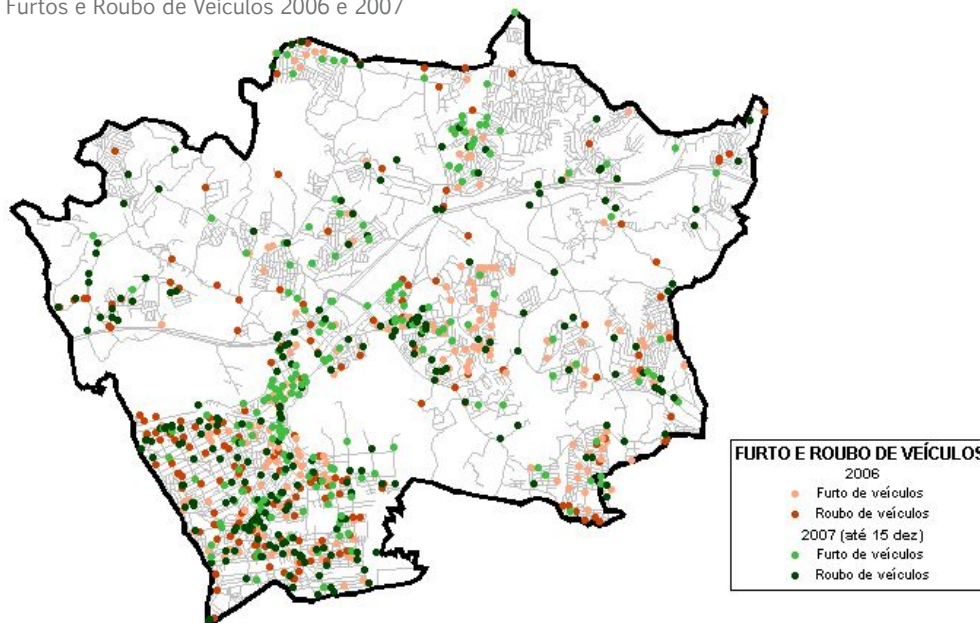 Furtos e Roubo de Veículos 2006 e 2007
FURTO E ROUBO DE VEÍCULOS
2006
Furto de veículos
Roubo de veículos
2007 (até 15 dez)
Furto de veículos
Roubo de veículos